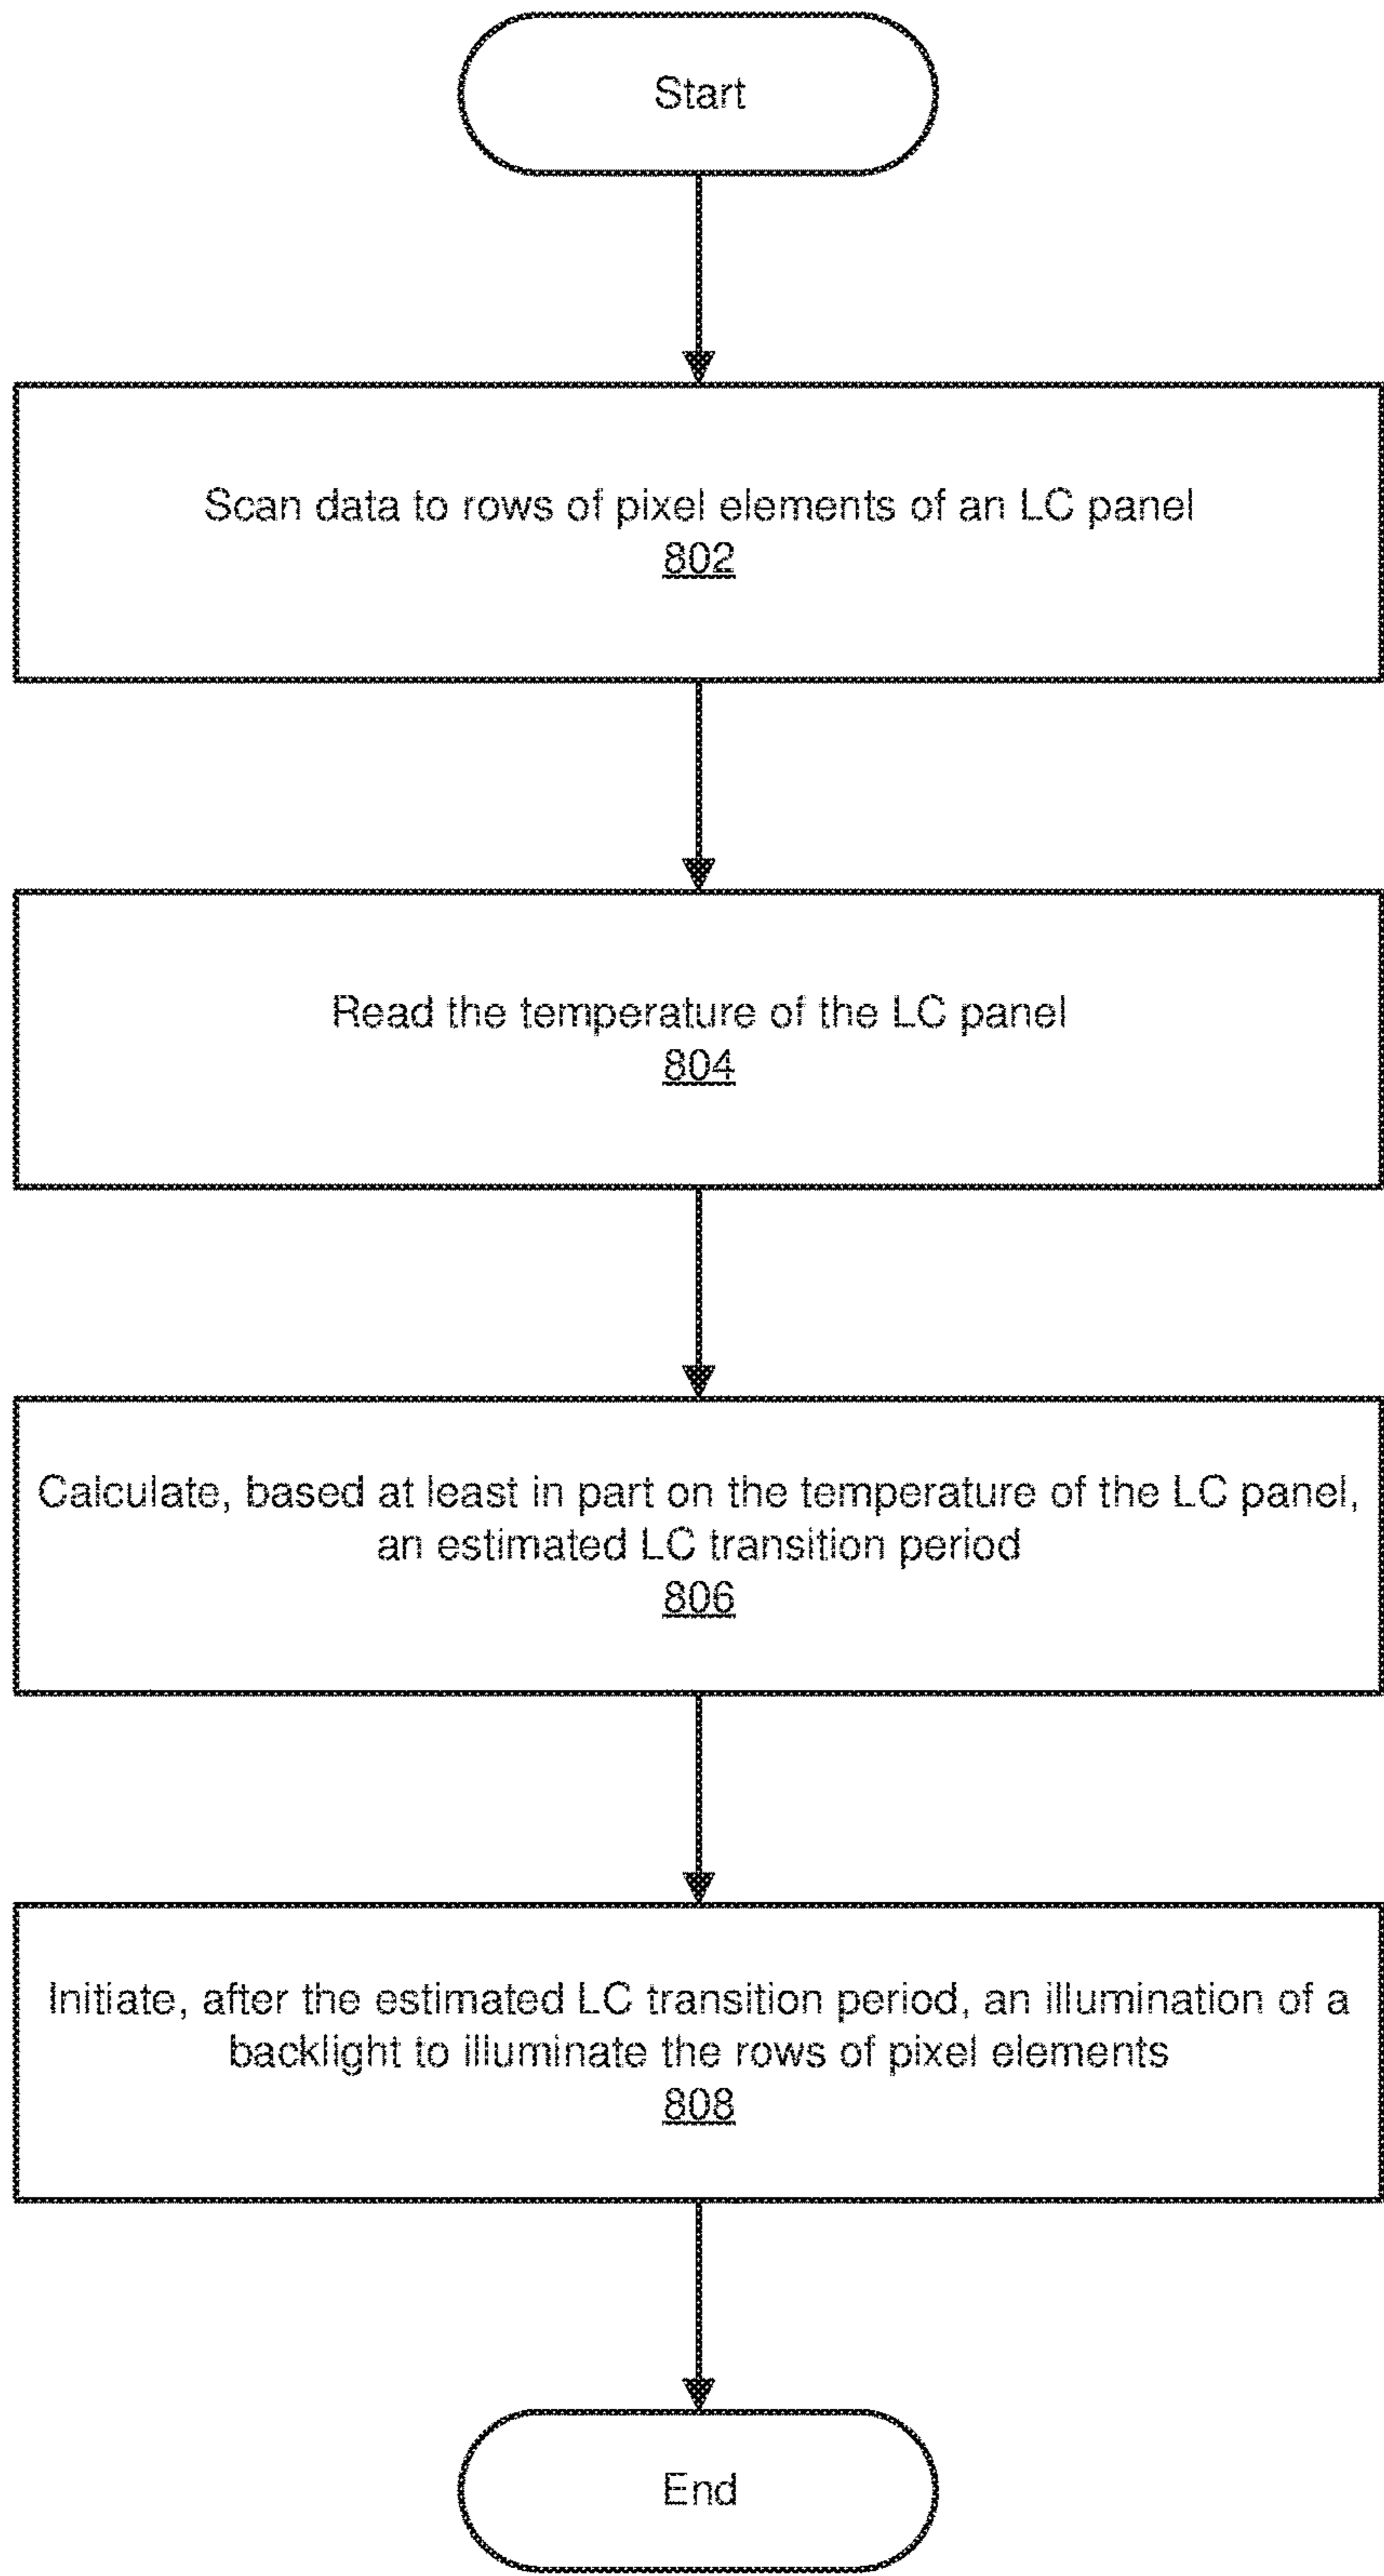 Start
Scan data to rows of pixel elements of an LC panel
802
Read the temperature of the LC panel
804
Calculate, based at least in part on the temperature of the LC panel,
an estimated LC transition period
806
Initiate, after the estimated LC transition period, an illumination of a
backlight to illuminate the rows of pixel elements
808
End